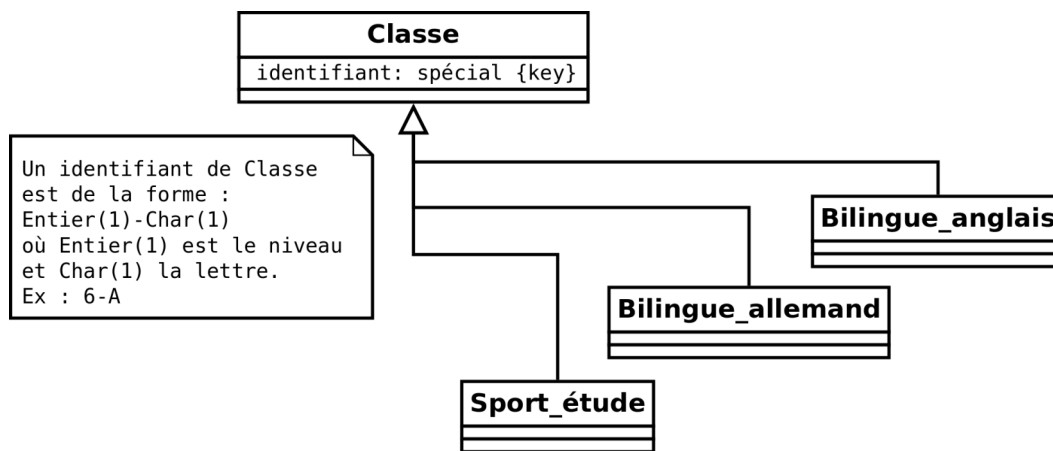 Classe
identifiant: spécial {key}
Un identifiant de Classe
est de la forme :
Entier(1)-Char(1)
où Entier(1) est le niveau
et Char(1) la lettre.
Ex : 6-A
Bilingue_anglais
Bilingue_allemand
Sport_étude